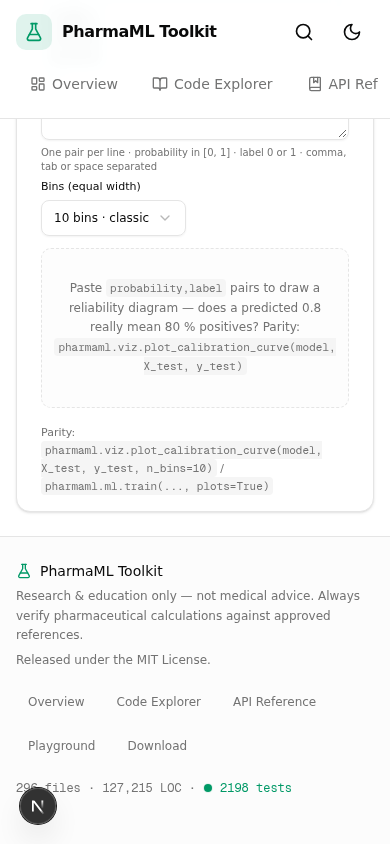 PharmaML Toolkit
Overview
Code Explorer
API Ref
One pair per line · probability in [0, 1] · label 0 or 1 · comma,
tab or space separated
Bins (equal width)
10 bins · classic
Paste probability,label pairs to draw a
reliability diagram — does a predicted 0.8
really mean 80 % positives? Parity:
pharmaml.viz.plot_calibration_curve(model,
X_test, y_test)
Parity:
pharmaml.viz.plot_calibration_curve(model,
X_test, y_test, n_bins=10) /
pharmaml.ml.train(..., plots=True)
PharmaML Toolkit
Research & education only — not medical advice. Always
verify pharmaceutical calculations against approved
references.
Released under the MIT License.
Overview
Code Explorer
API Reference
Playground
Download
296 files · 127,215 LOC · 2198 tests
N